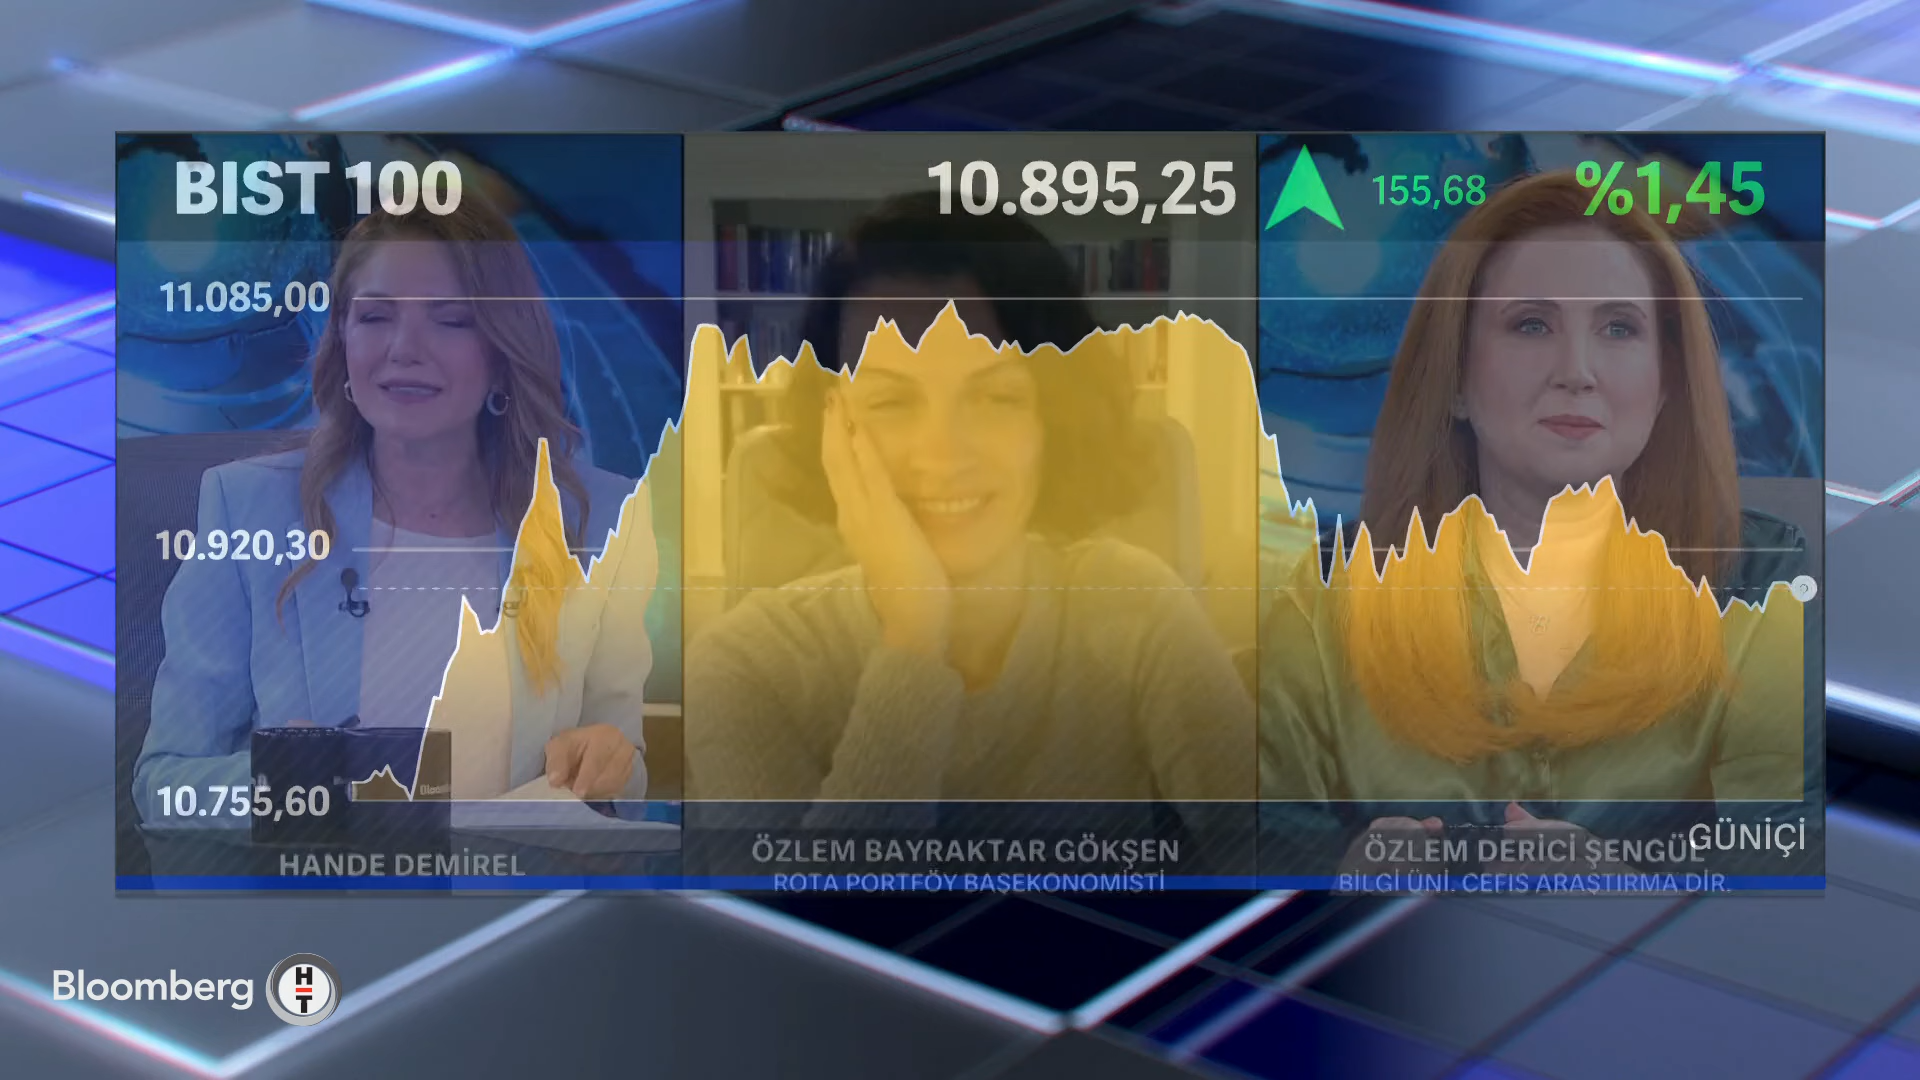 BIST 100 10.895,25 155,68 %1,45
11.085,00
10.920,30
10.755,60
GÜNİÇİ
HANDE DEMİREL
ÖZLEM BAYRAKTAR GÖKŞEN
ROTA PORTFÖY BAŞEKONOMİSTİ
ÖZLEM DERİCİ ŞENGÜL
BİLGİ ÜNİ. CEFIS ARAŞTIRMA DİR.
Bloomberg HT